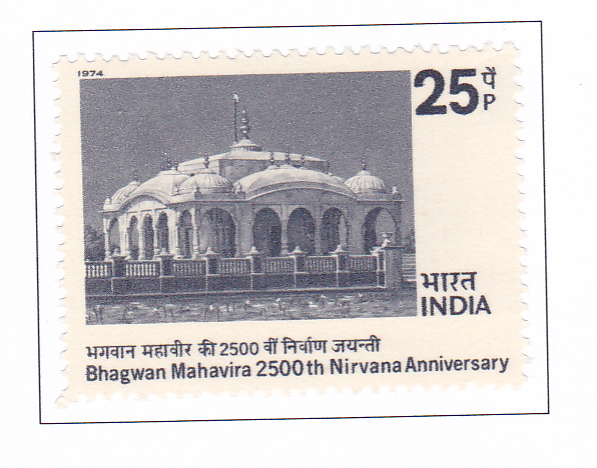 1974
25 पै
P
भारत
INDIA
भगवान महावीर की 2500 वीं निर्वाण जयन्ती
Bhagwan Mahavira 2500th Nirvana Anniversary